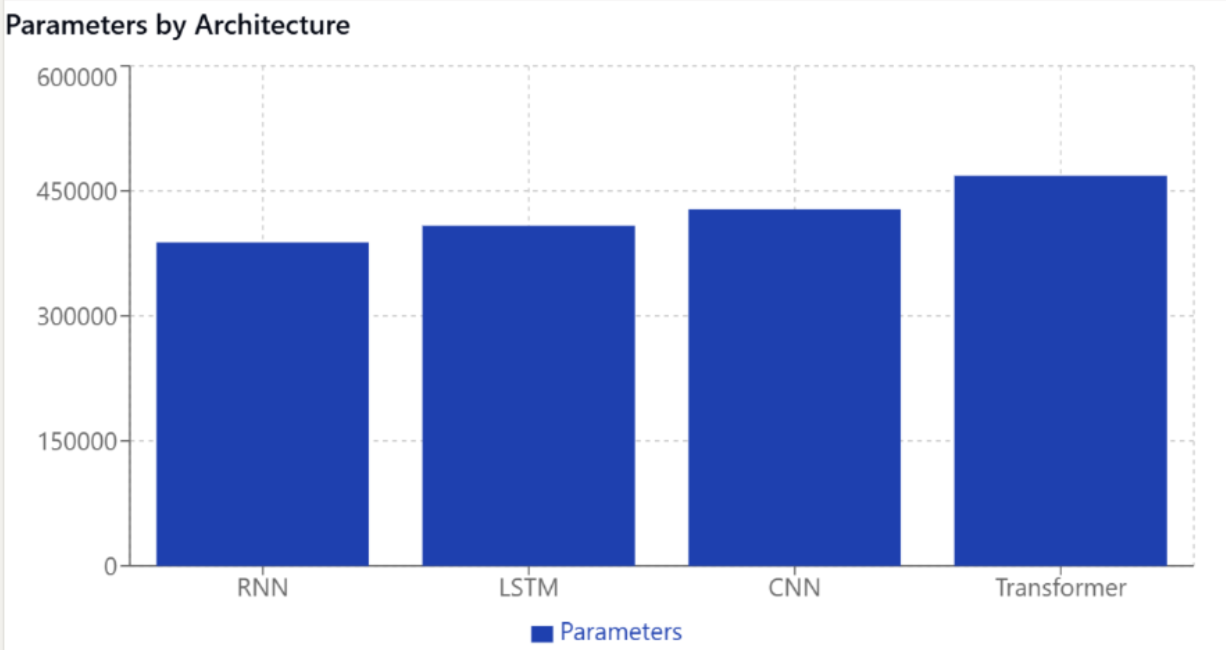 Parameters by Architecture
600000
450000
300000
150000
0
RNN LSTM CNN Transformer
Parameters